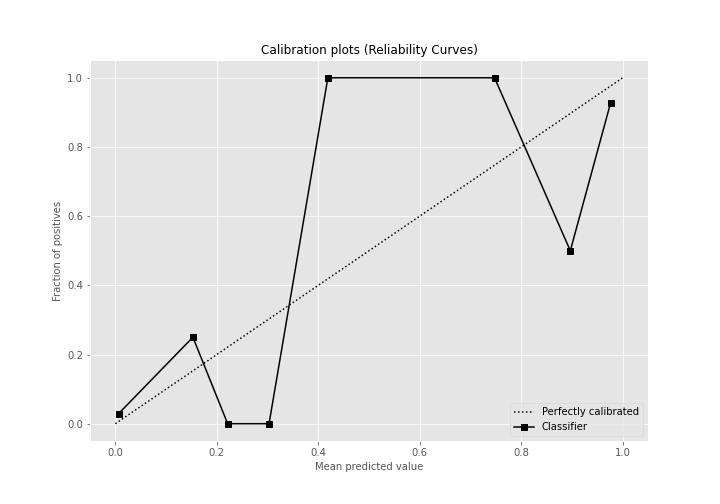 Calibration plots (Reliability Curves)
1.0
0.8
0.6
0.4
0.2
0.0
Fraction of positives
0.0 0.2 0.4 0.6 0.8 1.0
Mean predicted value
Perfectly calibrated
Classifier